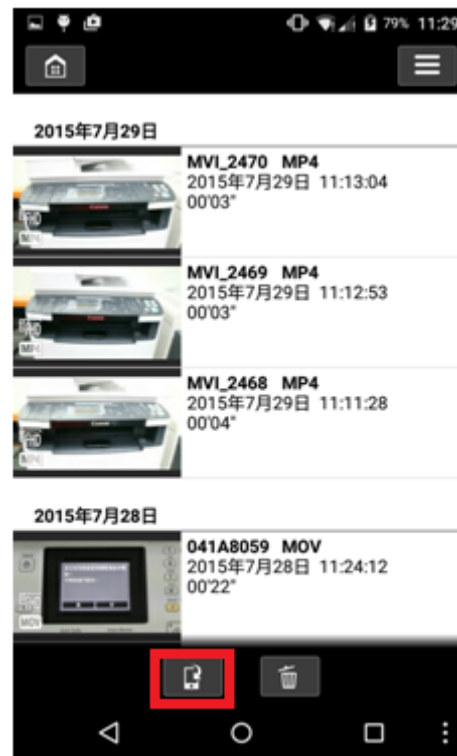 79% 11:29
2015年7月29日
MVI_2470 MP4
2015年7月29日 11:13:04
00'03"
MVI_2469 MP4
2015年7月29日 11:12:53
00'03"
MVI_2468 MP4
2015年7月29日 11:11:28
00'04"
2015年7月28日
041A8059 MOV
2015年7月28日 11:24:12
00'22"
MOV